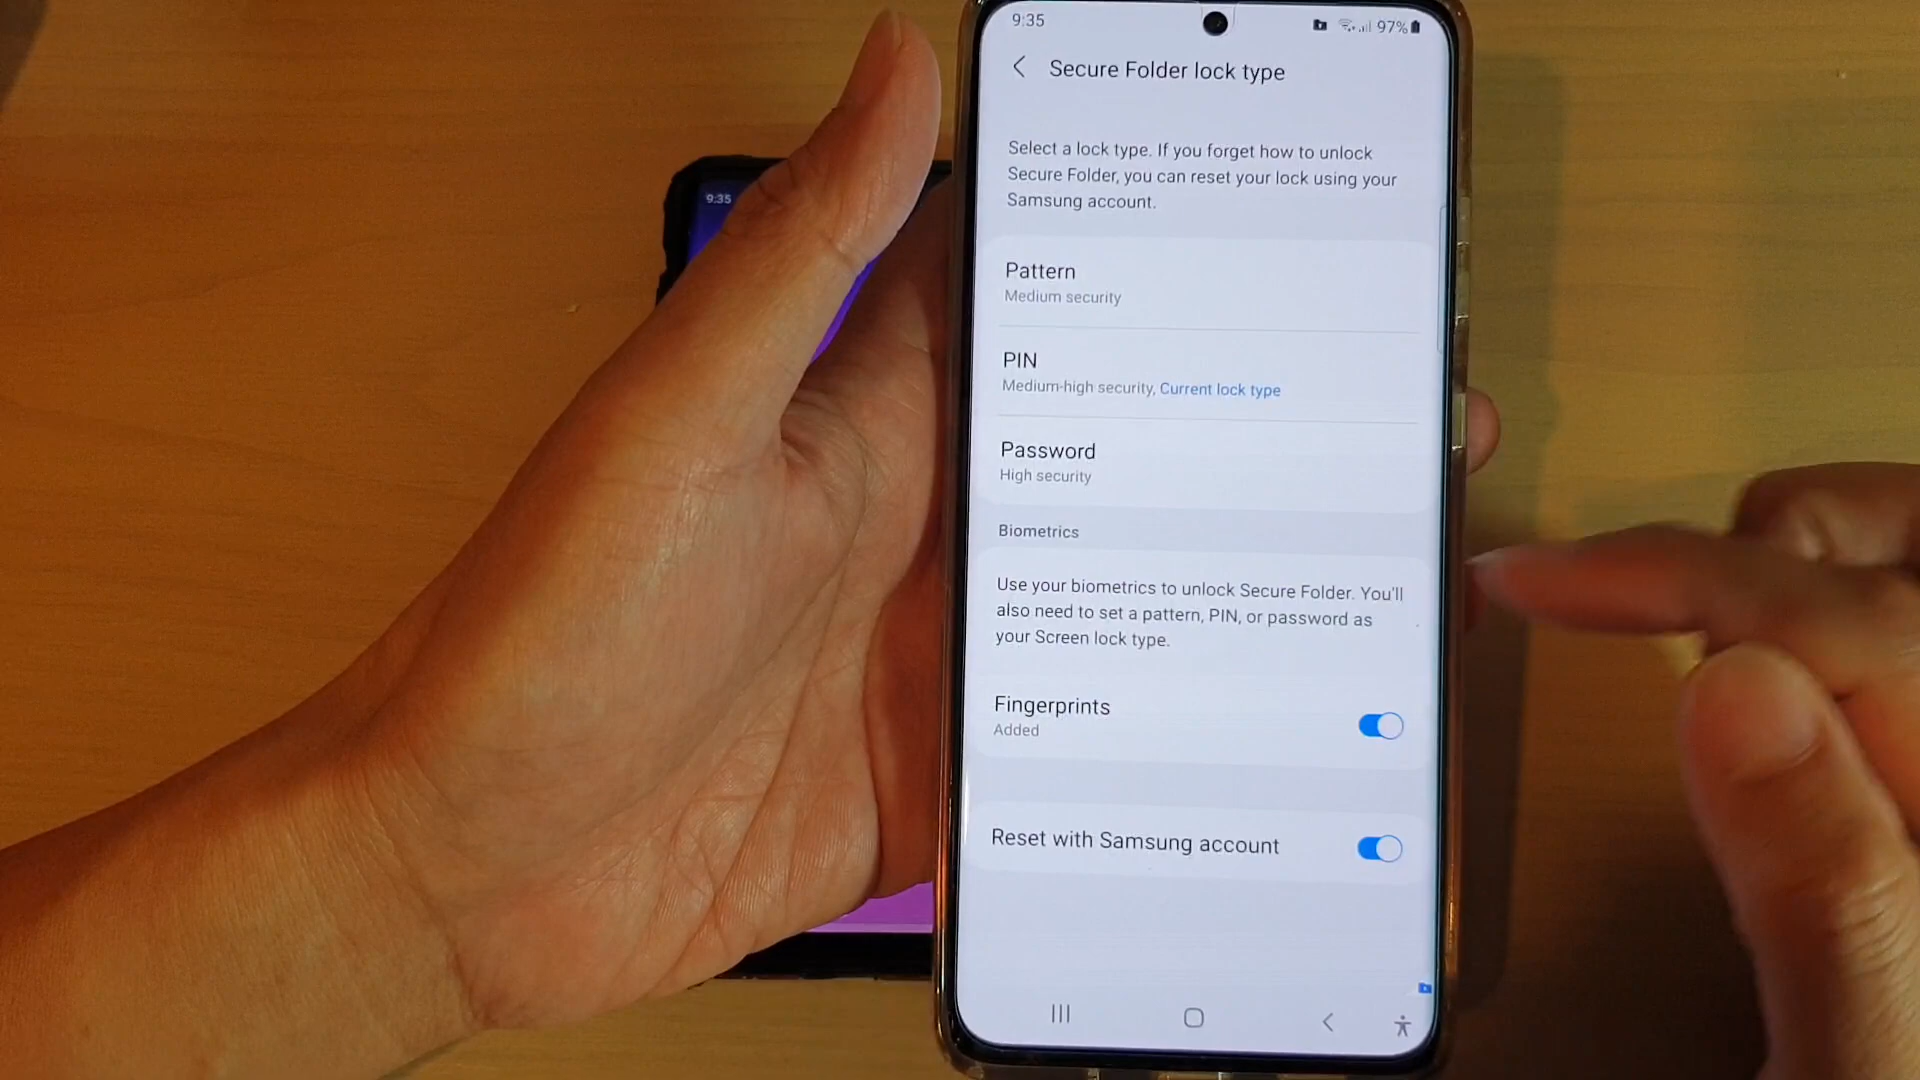 9:35
97%
Secure Folder lock type
Select a lock type. If you forget how to unlock
Secure Folder, you can reset your lock using your
Samsung account.
Pattern
Medium security
PIN
Medium-high security, Current lock type
Password
High security
Biometrics
Use your biometrics to unlock Secure Folder. You'll
also need to set a pattern, PIN, or password as
your Screen lock type.
Fingerprints
Added
Reset with Samsung account
9:35